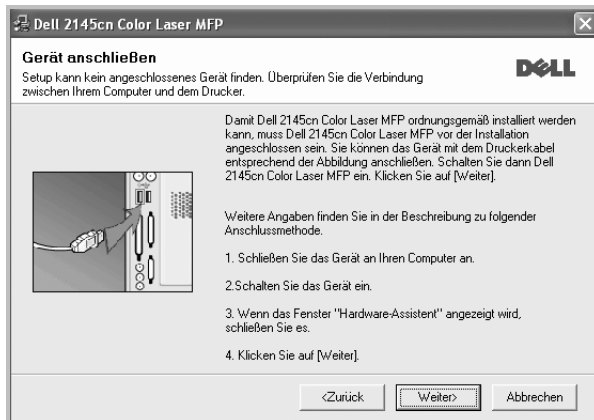 Dell 2145cn Color Laser MFP
Gerät anschließen
Setup kann kein angeschlossenes Gerät finden. Überprüfen Sie die Verbindung
zwischen Ihrem Computer und dem Drucker.
DELL
Damit Dell 2145cn Color Laser MFP ordnungsgemäß installiert werden
kann, muss Dell 2145cn Color Laser MFP vor der Installation
angeschlossen sein. Sie können das Gerät mit dem Druckerkabel
entsprechend der Abbildung anschließen. Schalten Sie dann Dell
2145cn Color Laser MFP ein. Klicken Sie auf [Weiter].
Weitere Angaben finden Sie in der Beschreibung zu folgender
Anschlussmethode.
1. Schließen Sie das Gerät an Ihren Computer an.
2.Schalten Sie das Gerät ein.
3. Wenn das Fenster "Hardware-Assistent" angezeigt wird,
schließen Sie es.
4. Klicken Sie auf [Weiter].
<Zurück
Weiter>
Abbrechen